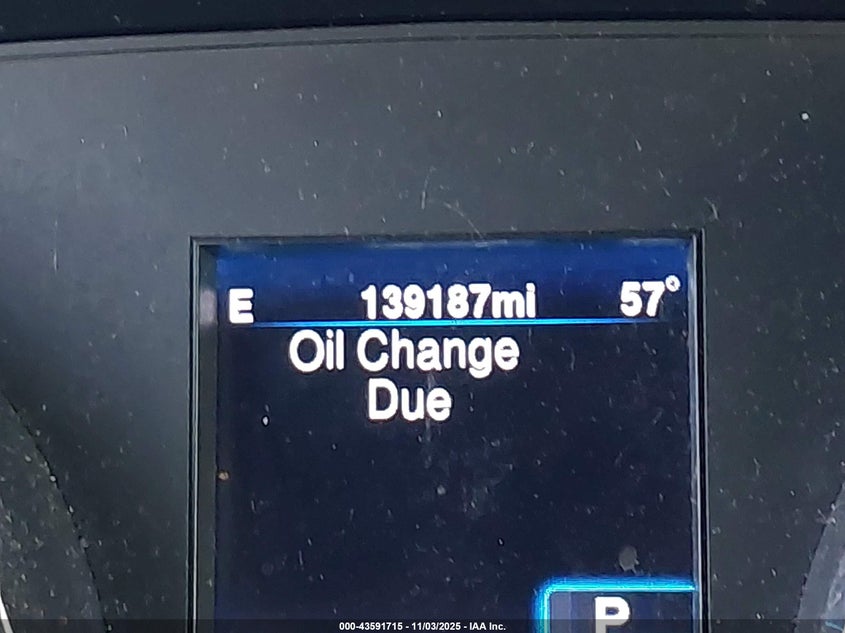 E 139187mi 57°
Oil Change
Due
P
000-43591715 - 11/03/2025 - IAA Inc.